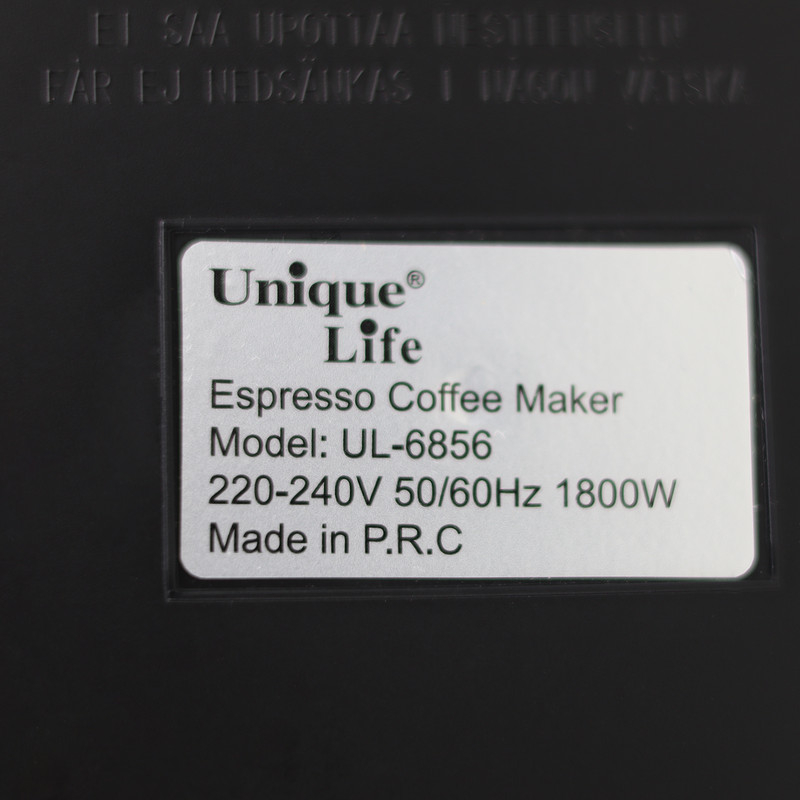 EI SAA UPOTTAA NESTEESEEN
FÅR EJ NEDSÄNKAS I NÅGON VÄTSKA
Unique®
Life
Espresso Coffee Maker
Model: UL-6856
220-240V 50/60Hz 1800W
Made in P.R.C